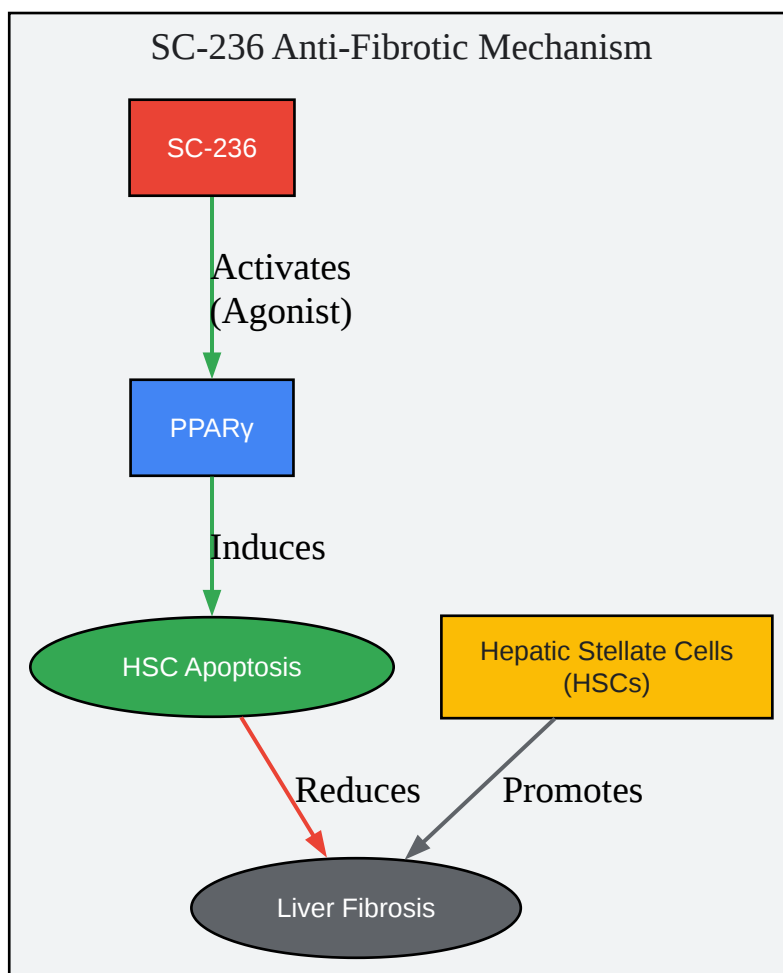 SC-236 Anti-Fibrotic Mechanism
SC-236
Activates
(Agonist)
PPARγ
Induces
HSC Apoptosis
Hepatic Stellate Cells
(HSCs)
Reduces
Promotes
Liver Fibrosis